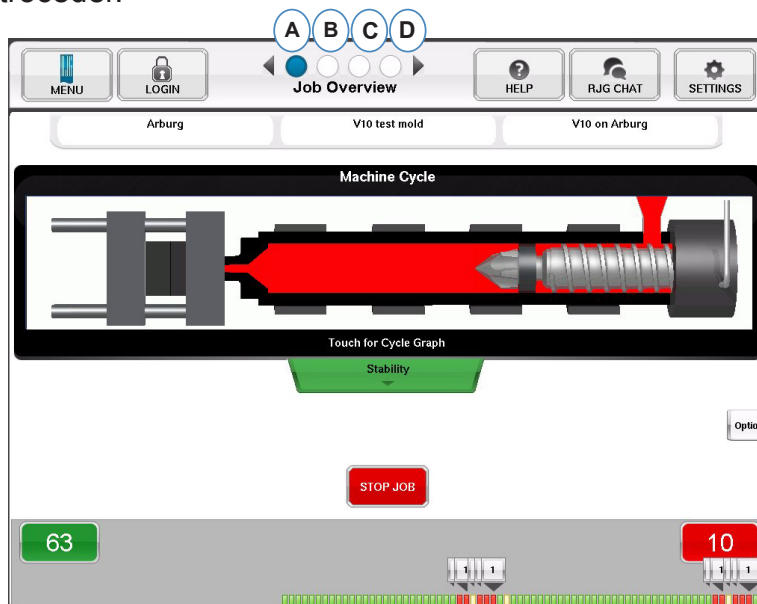 A B C D
MENU LOGIN Job Overview HELP RJG CHAT SETTINGS
Arburg V10 test mold V10 on Arburg
Machine Cycle
Touch for Cycle Graph
Stability
Optio
STOP JOB
63 10
1 1 1 1